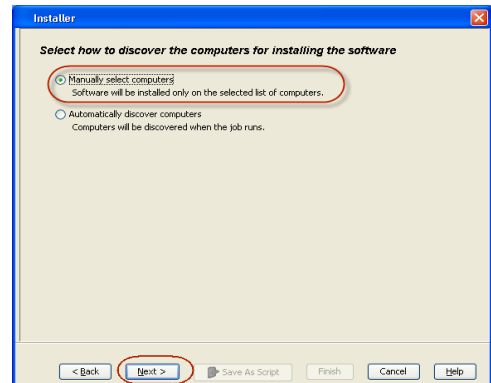 Installer
Select how to discover the computers for installing the software
Manually select computers
Software will be installed only on the selected list of computers.
Automatically discover computers
Computers will be discovered when the job runs.
< Back Next > Save As Script Finish Cancel Help